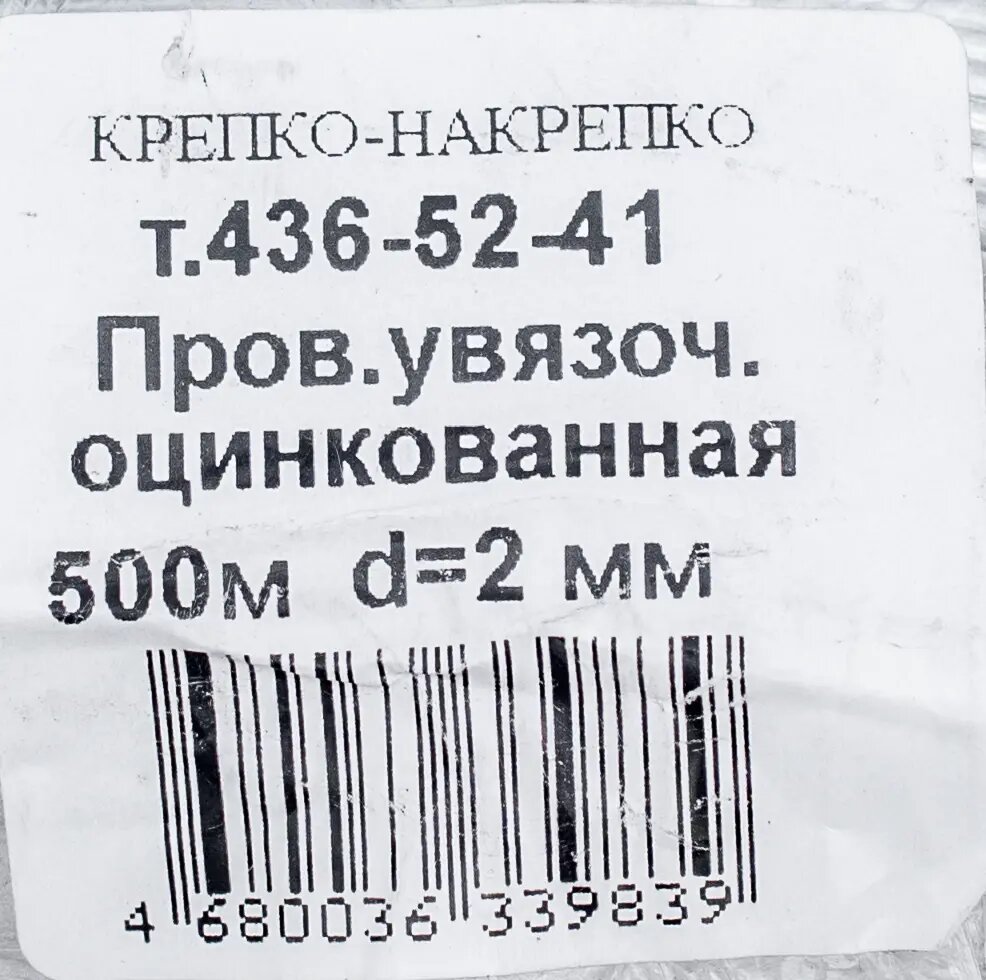 КРЕПКО-НАКРЕПКО
т.436-52-41
Пров.увязоч.
оцинкованная
500м d=2 мм
4 680036 339839